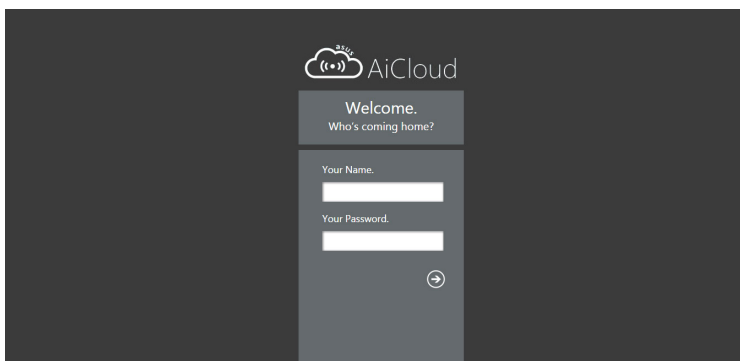 asus
AiCloud
Welcome.
Who's coming home?
Your Name.
Your Password.